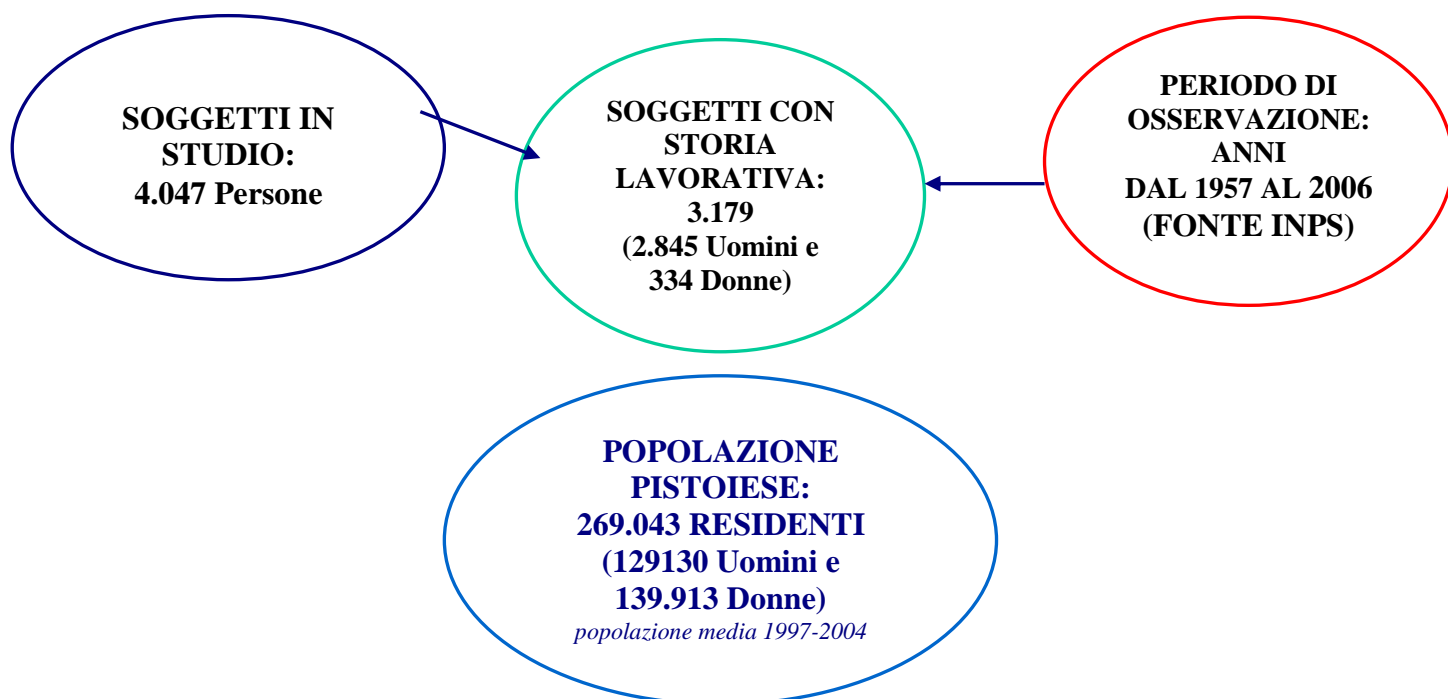 SOGGETTI IN
STUDIO:
4.047 Persone
SOGGETTI CON
STORIA
LAVORATIVA:
3.179
(2.845 Uomini e
334 Donne)
PERIODO DI
OSSERVAZIONE:
ANNI
DAL 1957 AL 2006
(FONTE INPS)
POPOLAZIONE
PISTOIESE:
269.043 RESIDENTI
(129130 Uomini e
139.913 Donne)
popolazione media 1997-2004